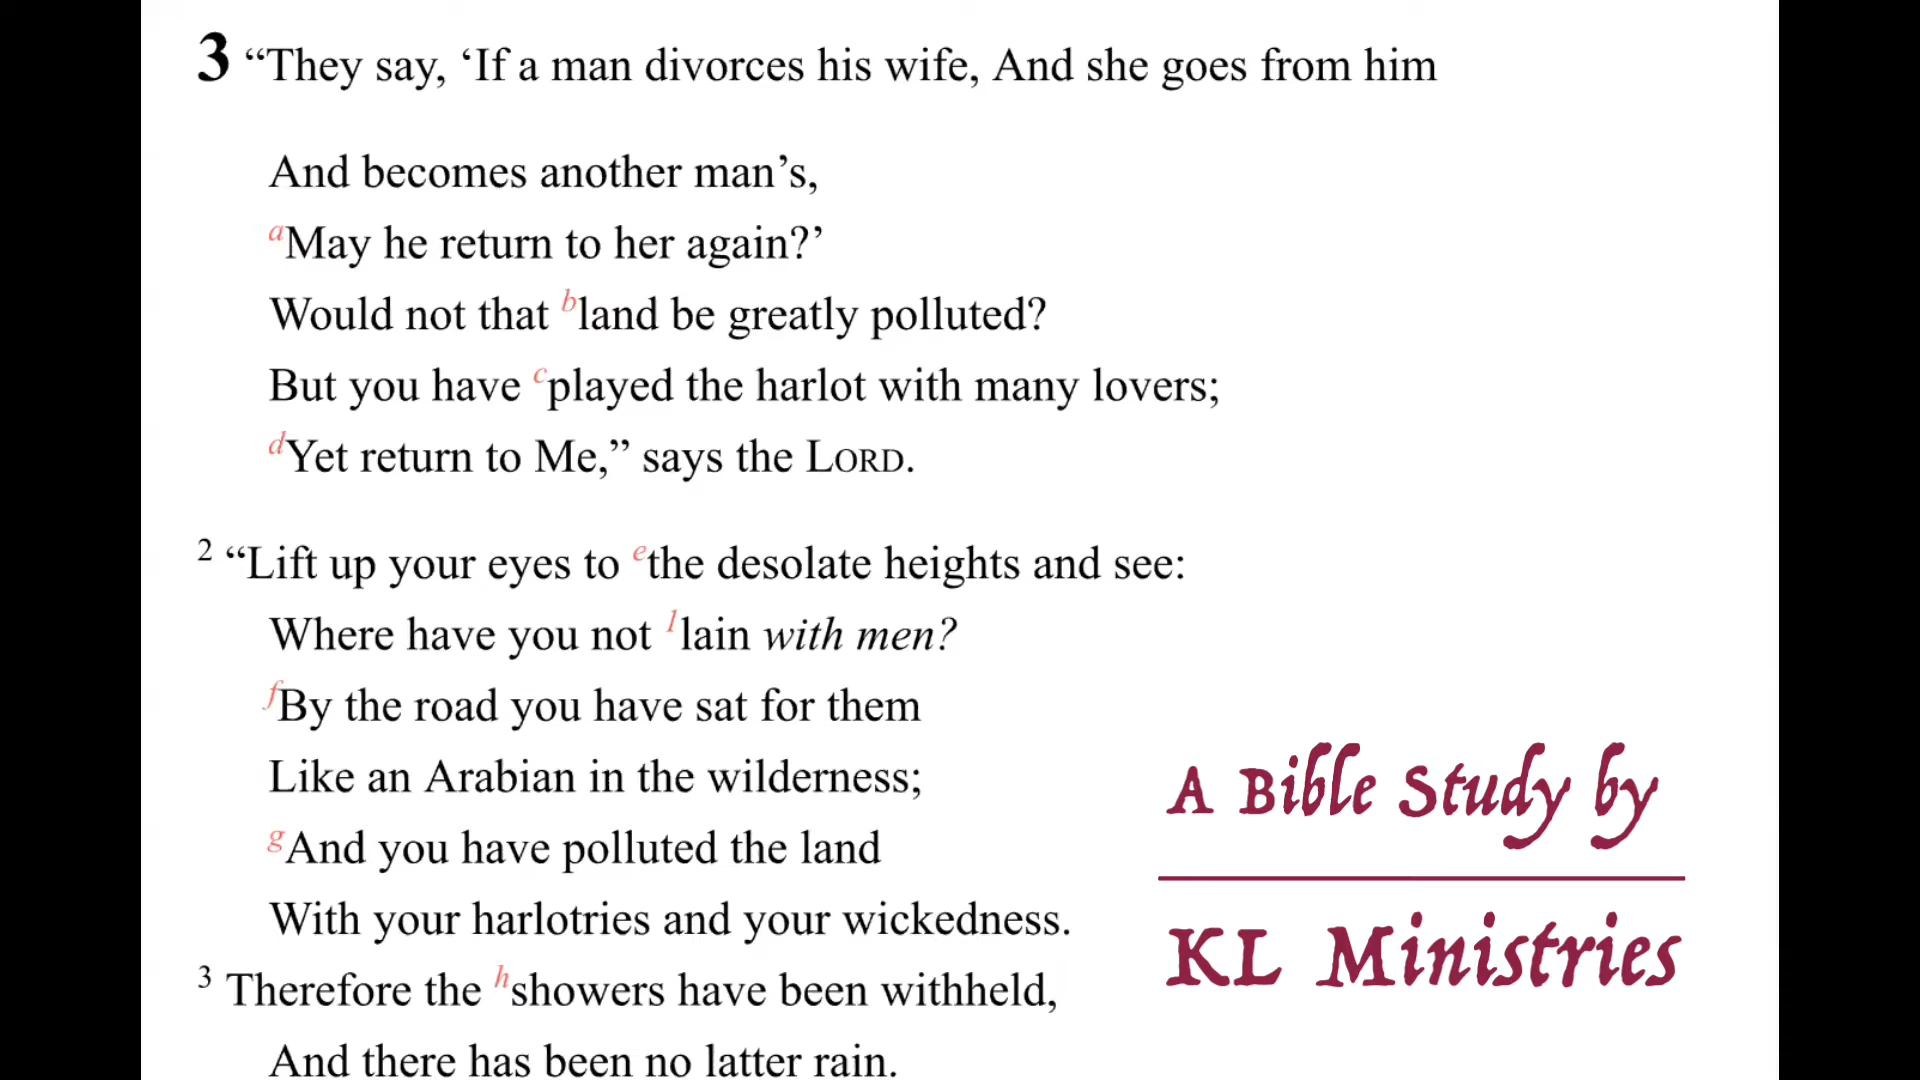 3 “They say, ‘If a man divorces his wife, And she goes from him
And becomes another man’s,
aMay he return to her again?’
Would not that bland be greatly polluted?
But you have cplayed the harlot with many lovers;
dYet return to Me,” says the LORD.
2 “Lift up your eyes to ethe desolate heights and see:
Where have you not 1lain with men?
fBy the road you have sat for them
Like an Arabian in the wilderness;
gAnd you have polluted the land
With your harlotries and your wickedness.
3 Therefore the hshowers have been withheld,
And there has been no latter rain.
A Bible Study by
KL Ministries